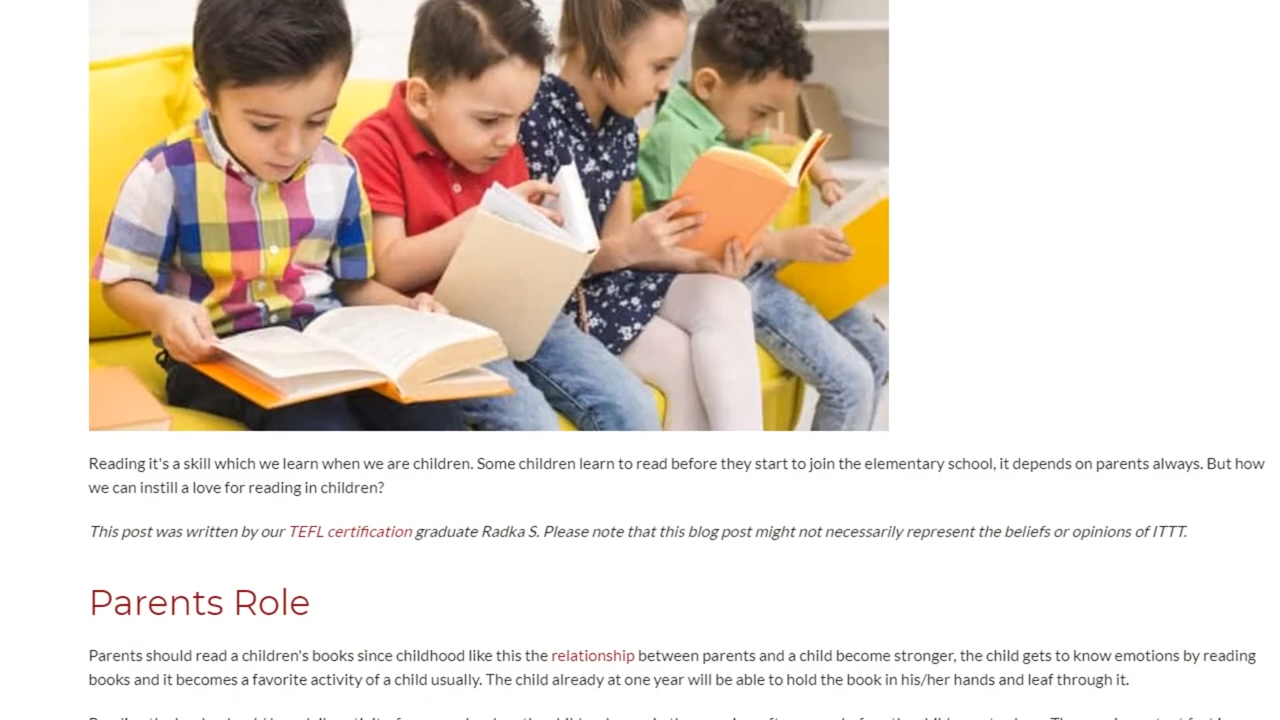 Reading it's a skill which we learn when we are children. Some children learn to read before they start to join the elementary school, it depends on parents always. But how
we can instill a love for reading in children?
This post was written by our TEFL certification graduate Radka S. Please note that this blog post might not necessarily represent the beliefs or opinions of ITTT.
Parents Role
Parents should read a children's books since childhood like this the relationship between parents and a child become stronger, the child gets to know emotions by reading
books and it becomes a favorite activity of a child usually. The child already at one year will be able to hold the book in his/her hands and leaf through it.